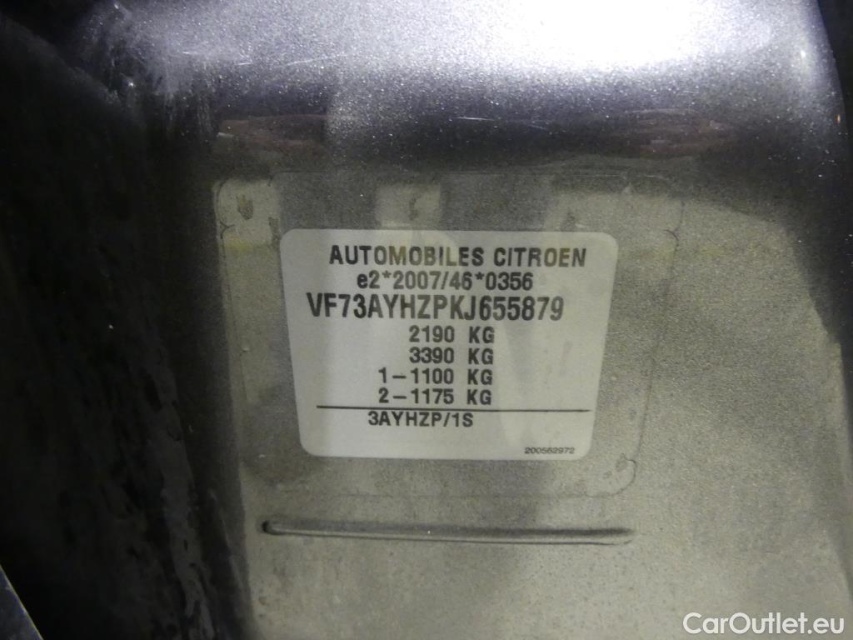 AUTOMOBILES CITROEN
e2*2007/46*0356
VF73AYHZPKJ655879
2190 KG
3390 KG
1-1100 KG
2-1175 KG
3AYHZP/1S
200562972
CarOutlet.eu